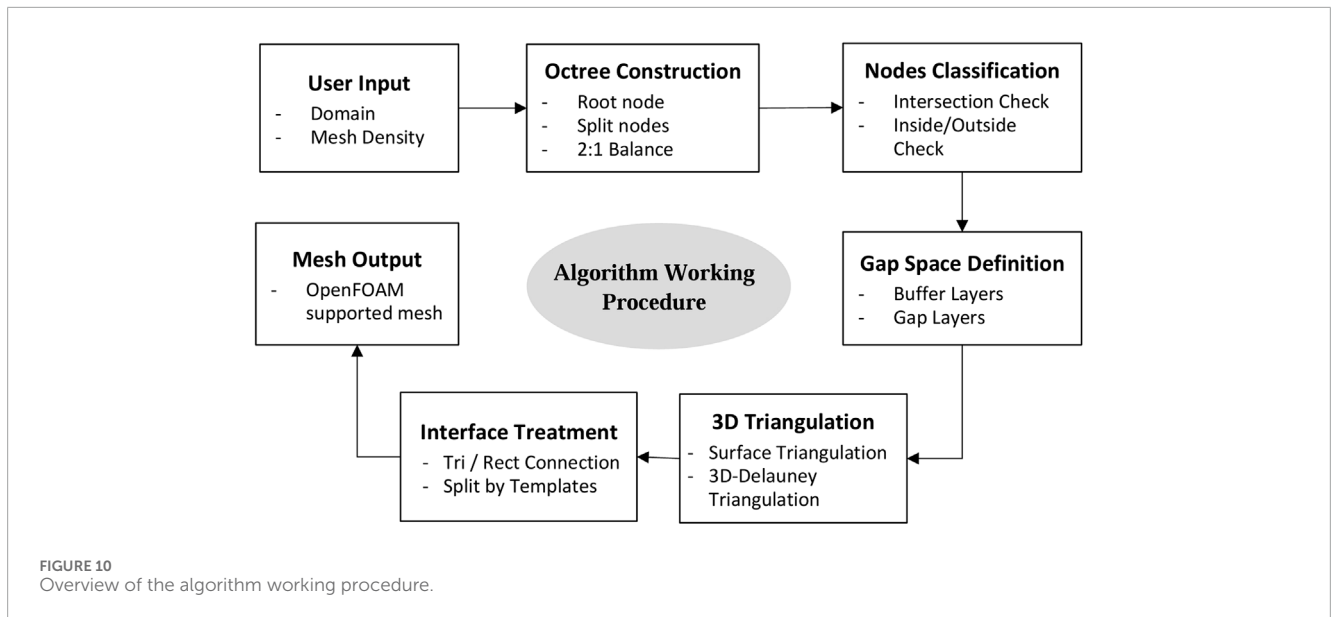 User Input
- Domain
- Mesh Density
Octree Construction
- Root node
- Split nodes
- 2:1 Balance
Nodes Classification
- Intersection Check
- Inside/Outside
Check
Gap Space Definition
- Buffer Layers
- Gap Layers
3D Triangulation
- Surface Triangulation
- 3D-Delauney
Triangulation
Interface Treatment
- Tri / Rect Connection
- Split by Templates
Mesh Output
- OpenFOAM
supported mesh
Algorithm Working
Procedure
FIGURE 10
Overview of the algorithm working procedure.